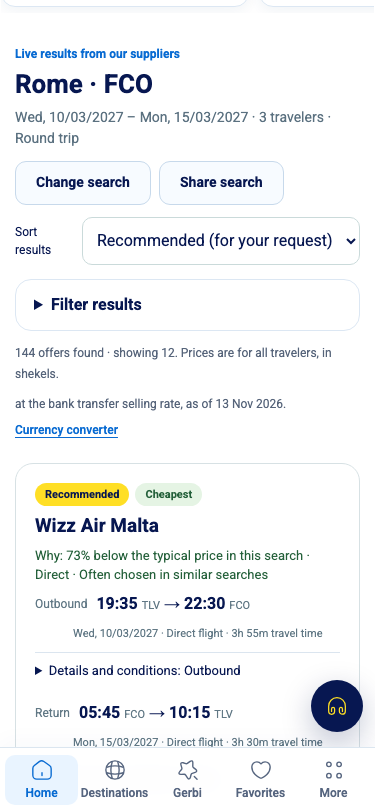 Live results from our suppliers
Rome · FCO
Wed, 10/03/2027 – Mon, 15/03/2027 · 3 travelers ·
Round trip
Change search
Share search
Sort
results
Recommended (for your request)
Filter results
144 offers found · showing 12. Prices are for all travelers, in
shekels.
at the bank transfer selling rate, as of 13 Nov 2026.
Currency converter
Recommended
Cheapest
Wizz Air Malta
Why: 73% below the typical price in this search ·
Direct · Often chosen in similar searches
Outbound 19:35 TLV → 22:30 FCO
Wed, 10/03/2027 · Direct flight · 3h 55m travel time
Details and conditions: Outbound
Return 05:45 FCO → 10:15 TLV
Mon, 15/03/2027 · Direct flight · 3h 30m travel time
Home
Destinations
Gerbi
Favorites
More